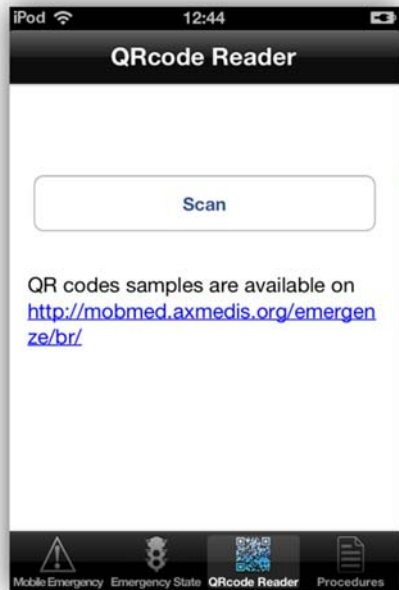 iPod 12:44
QRcode Reader
Scan
QR codes samples are available on
http://mobmed.axmedis.org/emergen
ze/br/
Mobile Emergency Emergency State QRcode Reader Procedures